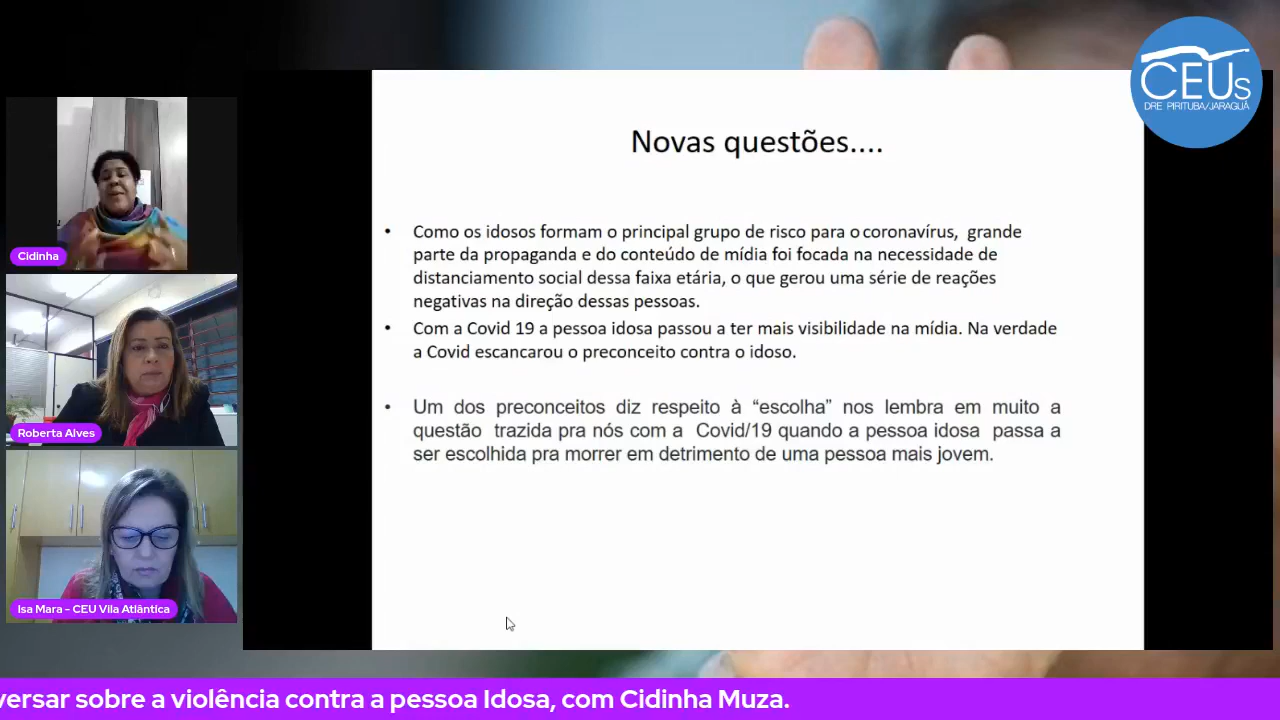 CEUs
DRE PIRITUBA/JARAGUÁ
Novas questões....
• Como os idosos formam o principal grupo de risco para o coronavírus, grande
parte da propaganda e do conteúdo de mídia foi focada na necessidade de
distanciamento social dessa faixa etária, o que gerou uma série de reações
negativas na direção dessas pessoas.
• Com a Covid 19 a pessoa idosa passou a ter mais visibilidade na mídia. Na verdade
a Covid escancarou o preconceito contra o idoso.
• Um dos preconceitos diz respeito à “escolha” nos lembra em muito a
questão trazida pra nós com a Covid/19 quando a pessoa idosa passa a
ser escolhida pra morrer em detrimento de uma pessoa mais jovem.
Cidinha
Roberta Alves
Isa Mara - CEU Vila Atlântica
versar sobre a violência contra a pessoa Idosa, com Cidinha Muza.